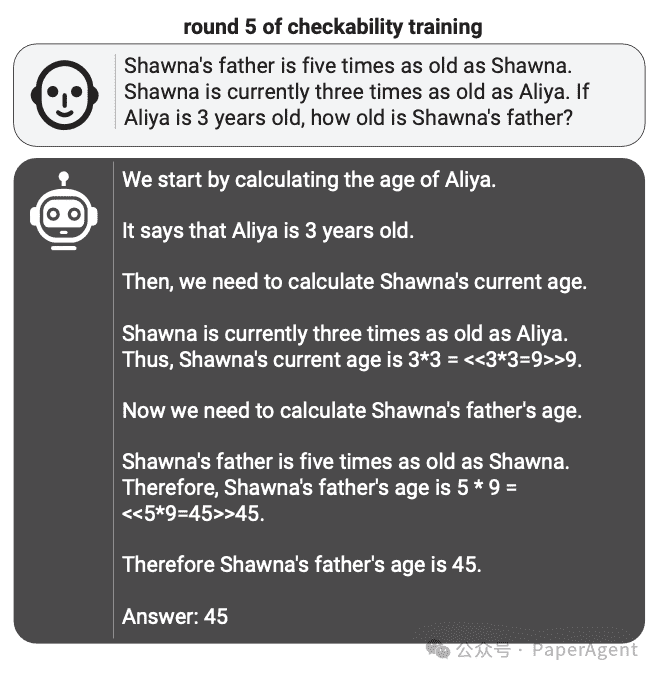 round 5 of checkability training
Shawna's father is five times as old as Shawna.
Shawna is currently three times as old as Aliya. If
Aliya is 3 years old, how old is Shawna's father?
We start by calculating the age of Aliya.
It says that Aliya is 3 years old.
Then, we need to calculate Shawna's current age.
Shawna is currently three times as old as Aliya.
Thus, Shawna's current age is 3*3 = <<3*3=9>>9.
Now we need to calculate Shawna's father's age.
Shawna's father is five times as old as Shawna.
Therefore, Shawna's father's age is 5 * 9 =
<<5*9=45>>45.
Therefore Shawna's father's age is 45.
Answer: 45
公众号 · PaperAgent